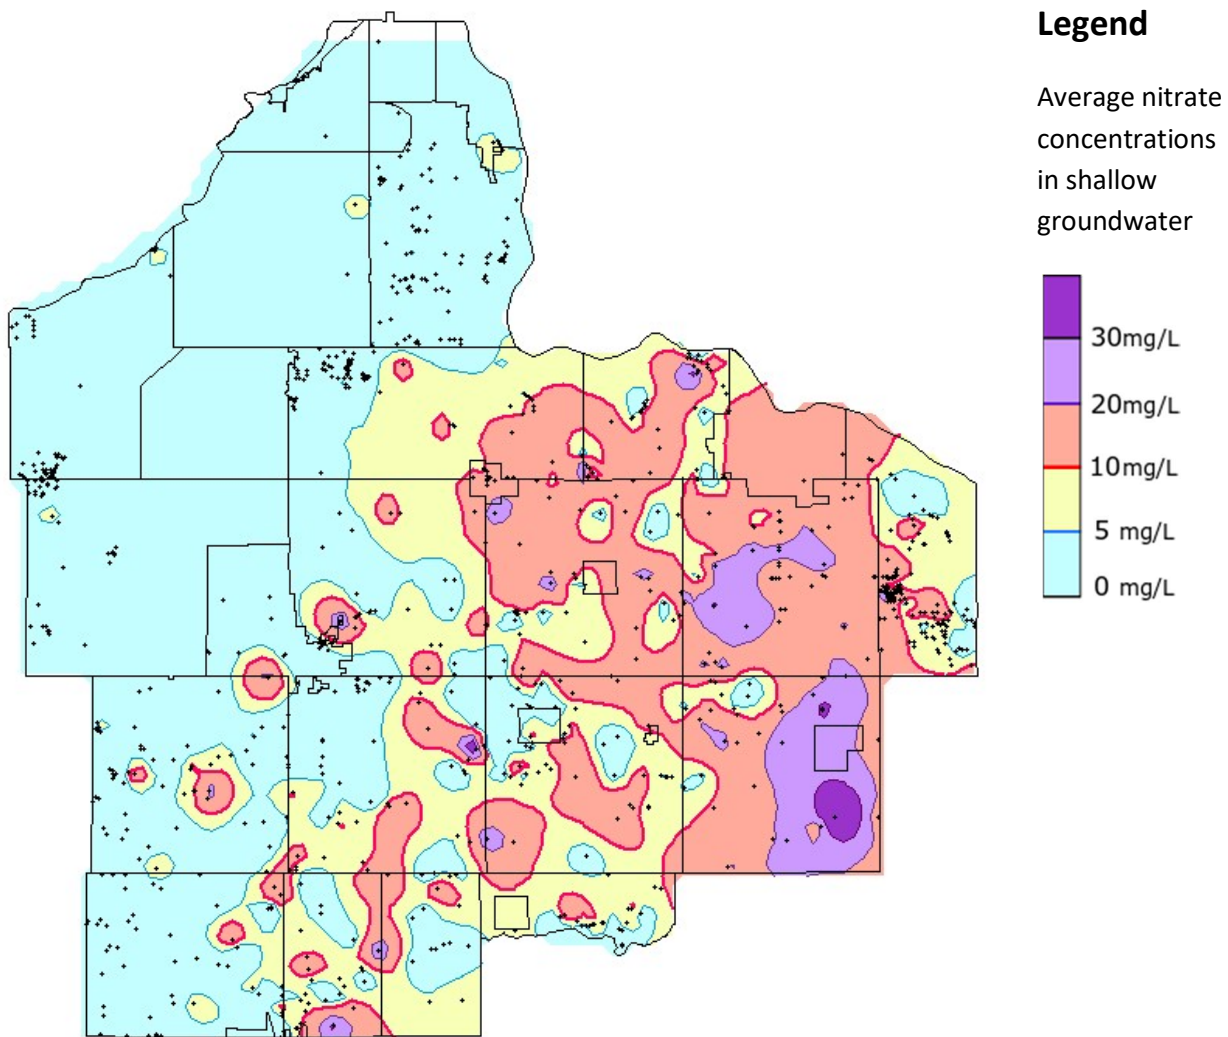 Legend
Average nitrate
concentrations
in shallow
groundwater
30mg/L
20mg/L
10mg/L
5 mg/L
0 mg/L